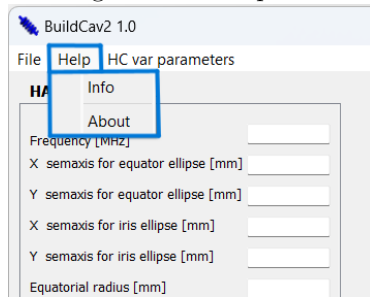 BuildCav2 1.0
File Help HC var parameters
HA
Info
About
Frequency [MHz]
X semaxis for equator ellipse [mm]
Y semaxis for equator ellipse [mm]
X semaxis for iris ellipse [mm]
Y semaxis for iris ellipse [mm]
Equatorial radius [mm]